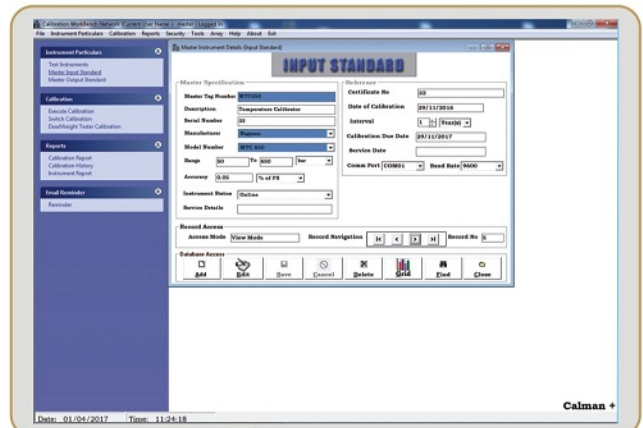 Calibration WorkBench Network (Current User Name : master) Logged in
File Instrument Particulars Calibration Reports Security Tools Array Help About Exit
Instrument Particulars
Test Instruments
Master Input Standard
Master Output Standard
Calibration
Execute Calibration
Switch Calibration
DeadWeight Tester Calibration
Reports
Calibration Report
Calibration History
Instrument Report
Email Reminder
Reminder
Master Instrument Details (Input Standard)
INPUT STANDARD
Master Specification
Master Tag Number MTC650
Description Temperature Calibrator
Serial Number 33
Manufacturer Nagman
Model Number MTC 650
Range 50 To 650 bar
Accuracy 0.05 % of FS
Instrument Status Online
Service Details
Reference
Certificate No 33
Date of Calibration 29/11/2016
Interval 1 Year(s)
Calibration Due Date 29/11/2017
Service Date
Comm Port COM01 Baud Rate 9600
Record Access
Access Mode View Mode Record Navigation Record No 6
Database Access
Add Edit Save Cancel Delete Grid Find Close
Calman +
Date: 01/04/2017 Time: 11:24:18